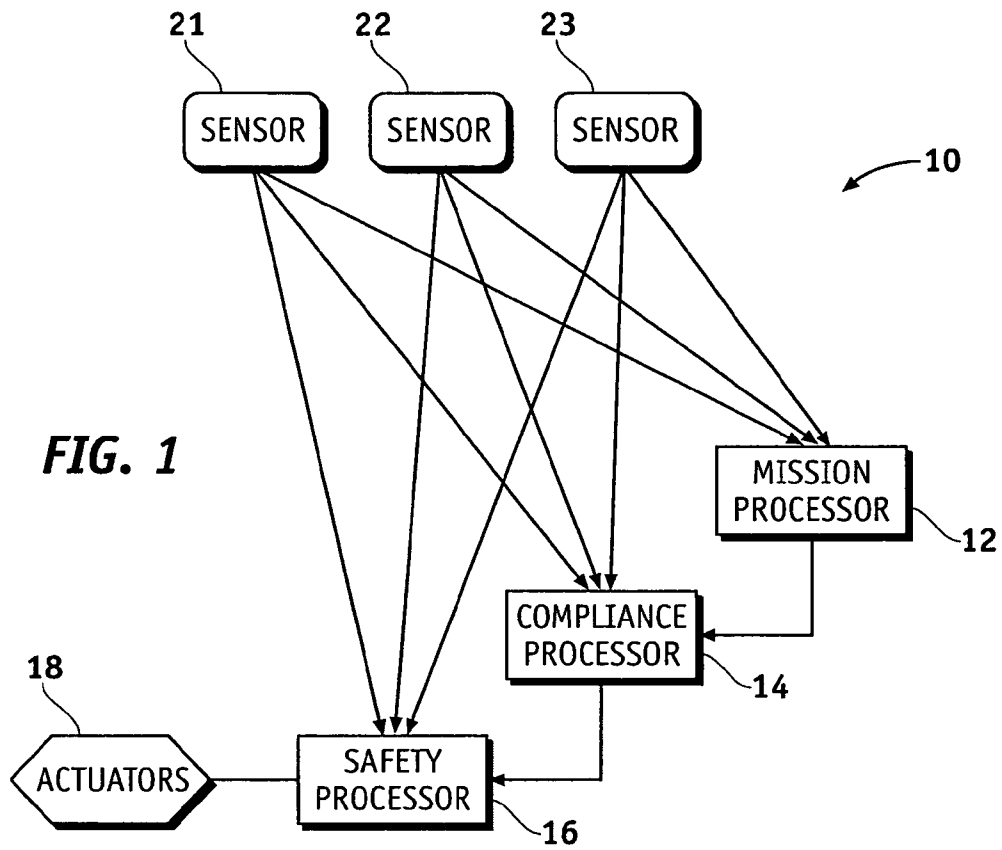 21 22 23
SENSOR SENSOR SENSOR
10
FIG. 1
MISSION
PROCESSOR
12
COMPLIANCE
PROCESSOR
14
18
ACTUATORS
SAFETY
PROCESSOR
16